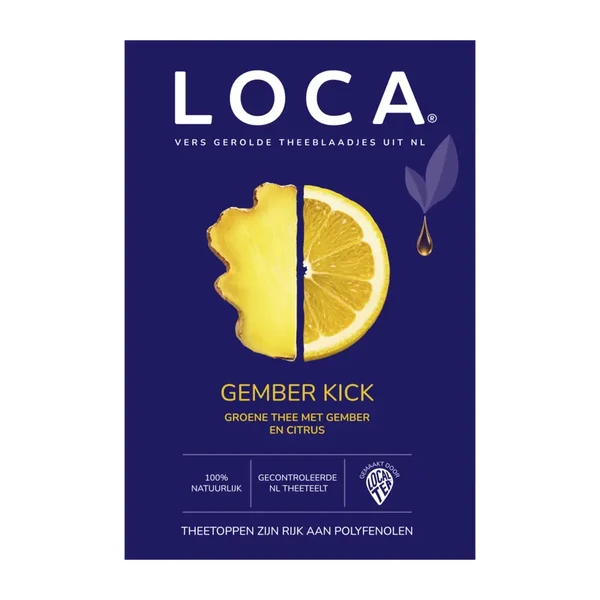 LOCA®
VERS GEROLDE THEEBLAADJES UIT NL
GEMBER KICK
GROENE THEE MET GEMBER
EN CITRUS
100%
NATUURLIJK
GECONTROLEERDE
NL THEETEELT
GEMAAKT DOOR
LOCAL
TEA
THEETOPPEN ZIJN RIJK AAN POLYFENOLEN